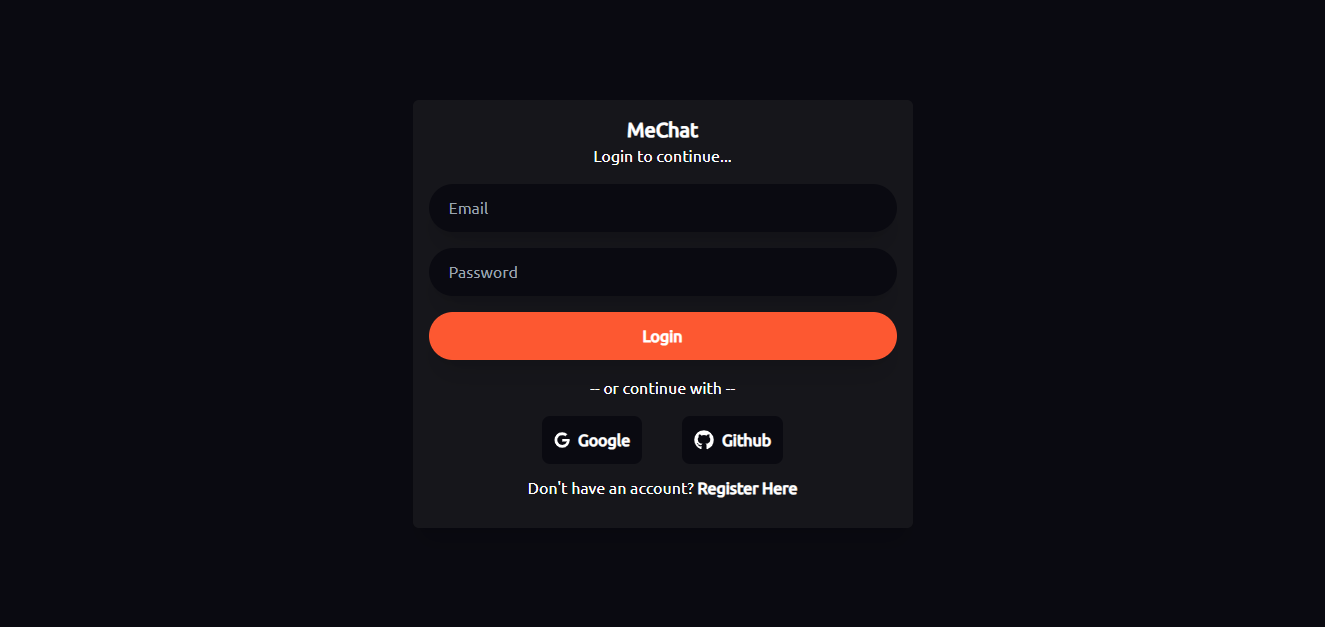 MeChat
Login to continue...
Email
Password
Login
-- or continue with --
Google
Github
Don't have an account? Register Here